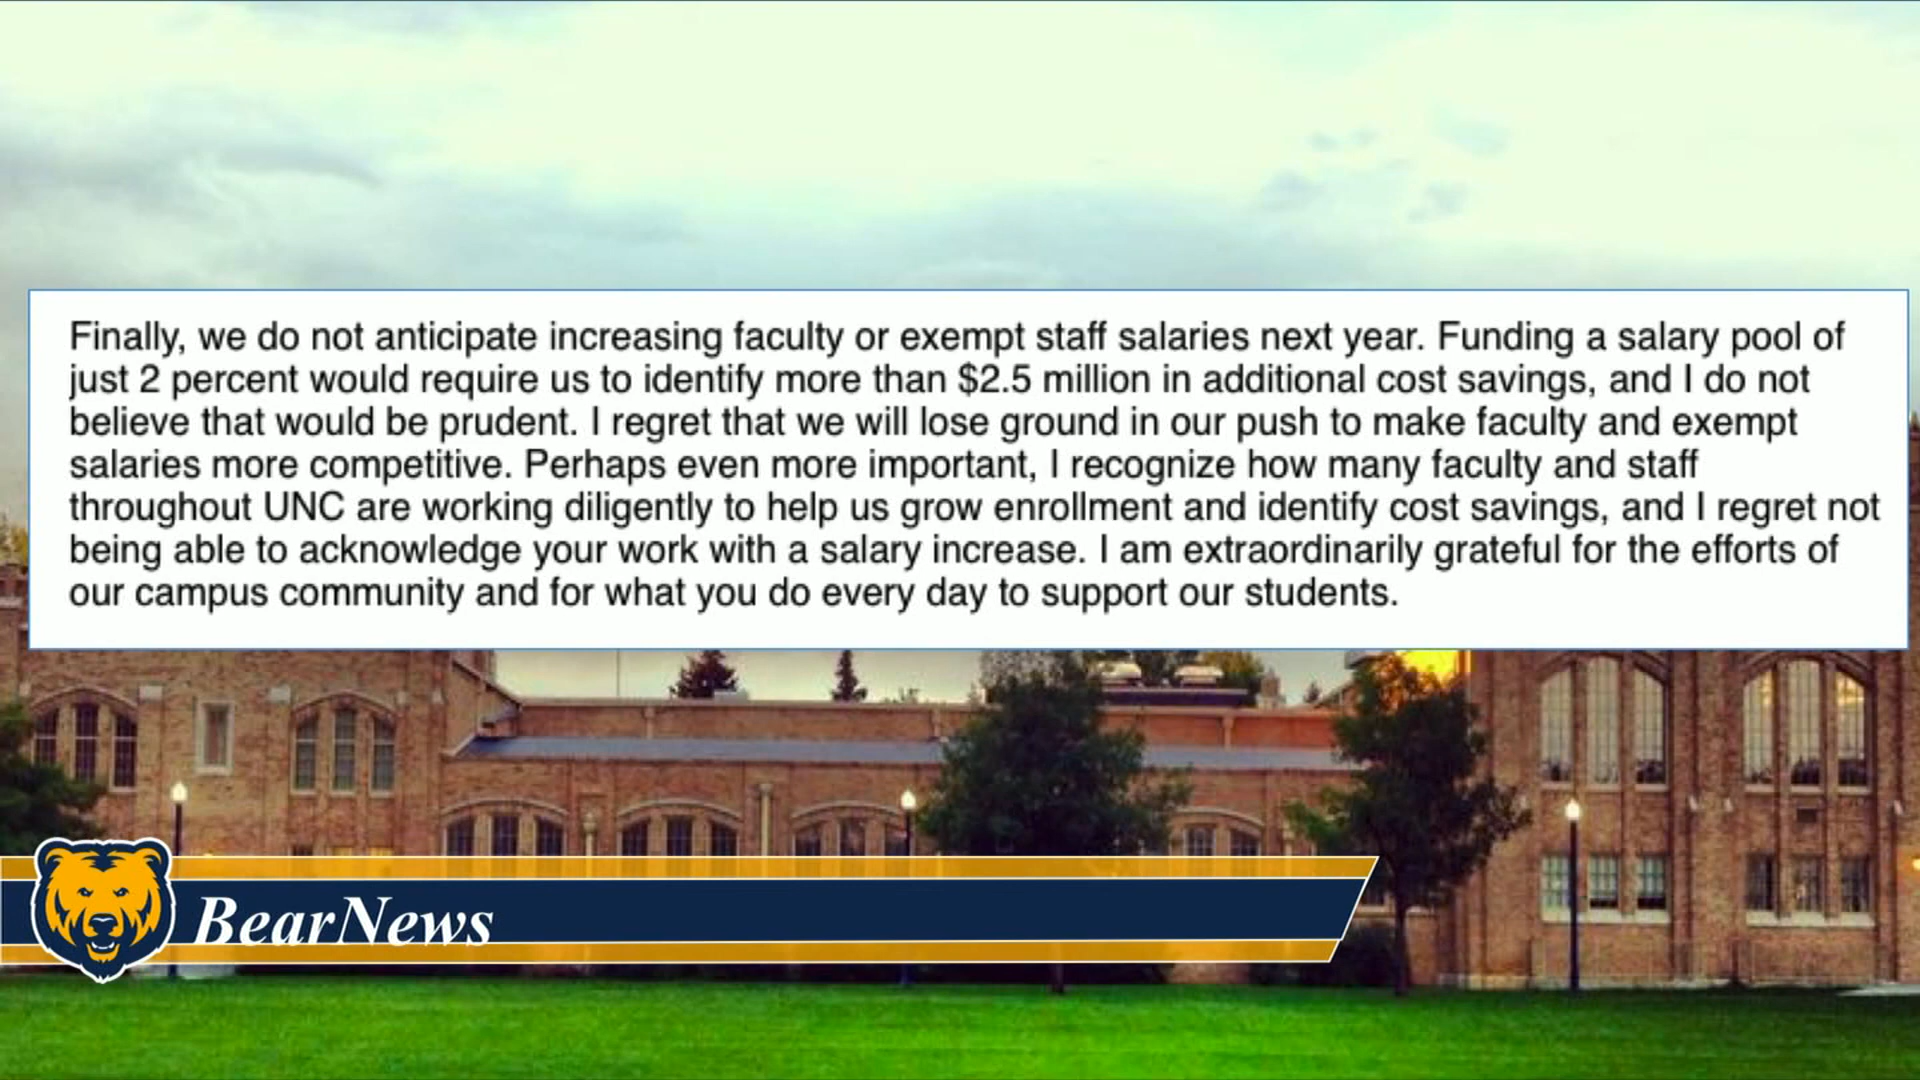 Finally, we do not anticipate increasing faculty or exempt staff salaries next year. Funding a salary pool of
just 2 percent would require us to identify more than $2.5 million in additional cost savings, and I do not
believe that would be prudent. I regret that we will lose ground in our push to make faculty and exempt
salaries more competitive. Perhaps even more important, I recognize how many faculty and staff
throughout UNC are working diligently to help us grow enrollment and identify cost savings, and I regret not
being able to acknowledge your work with a salary increase. I am extraordinarily grateful for the efforts of
our campus community and for what you do every day to support our students.
BearNews